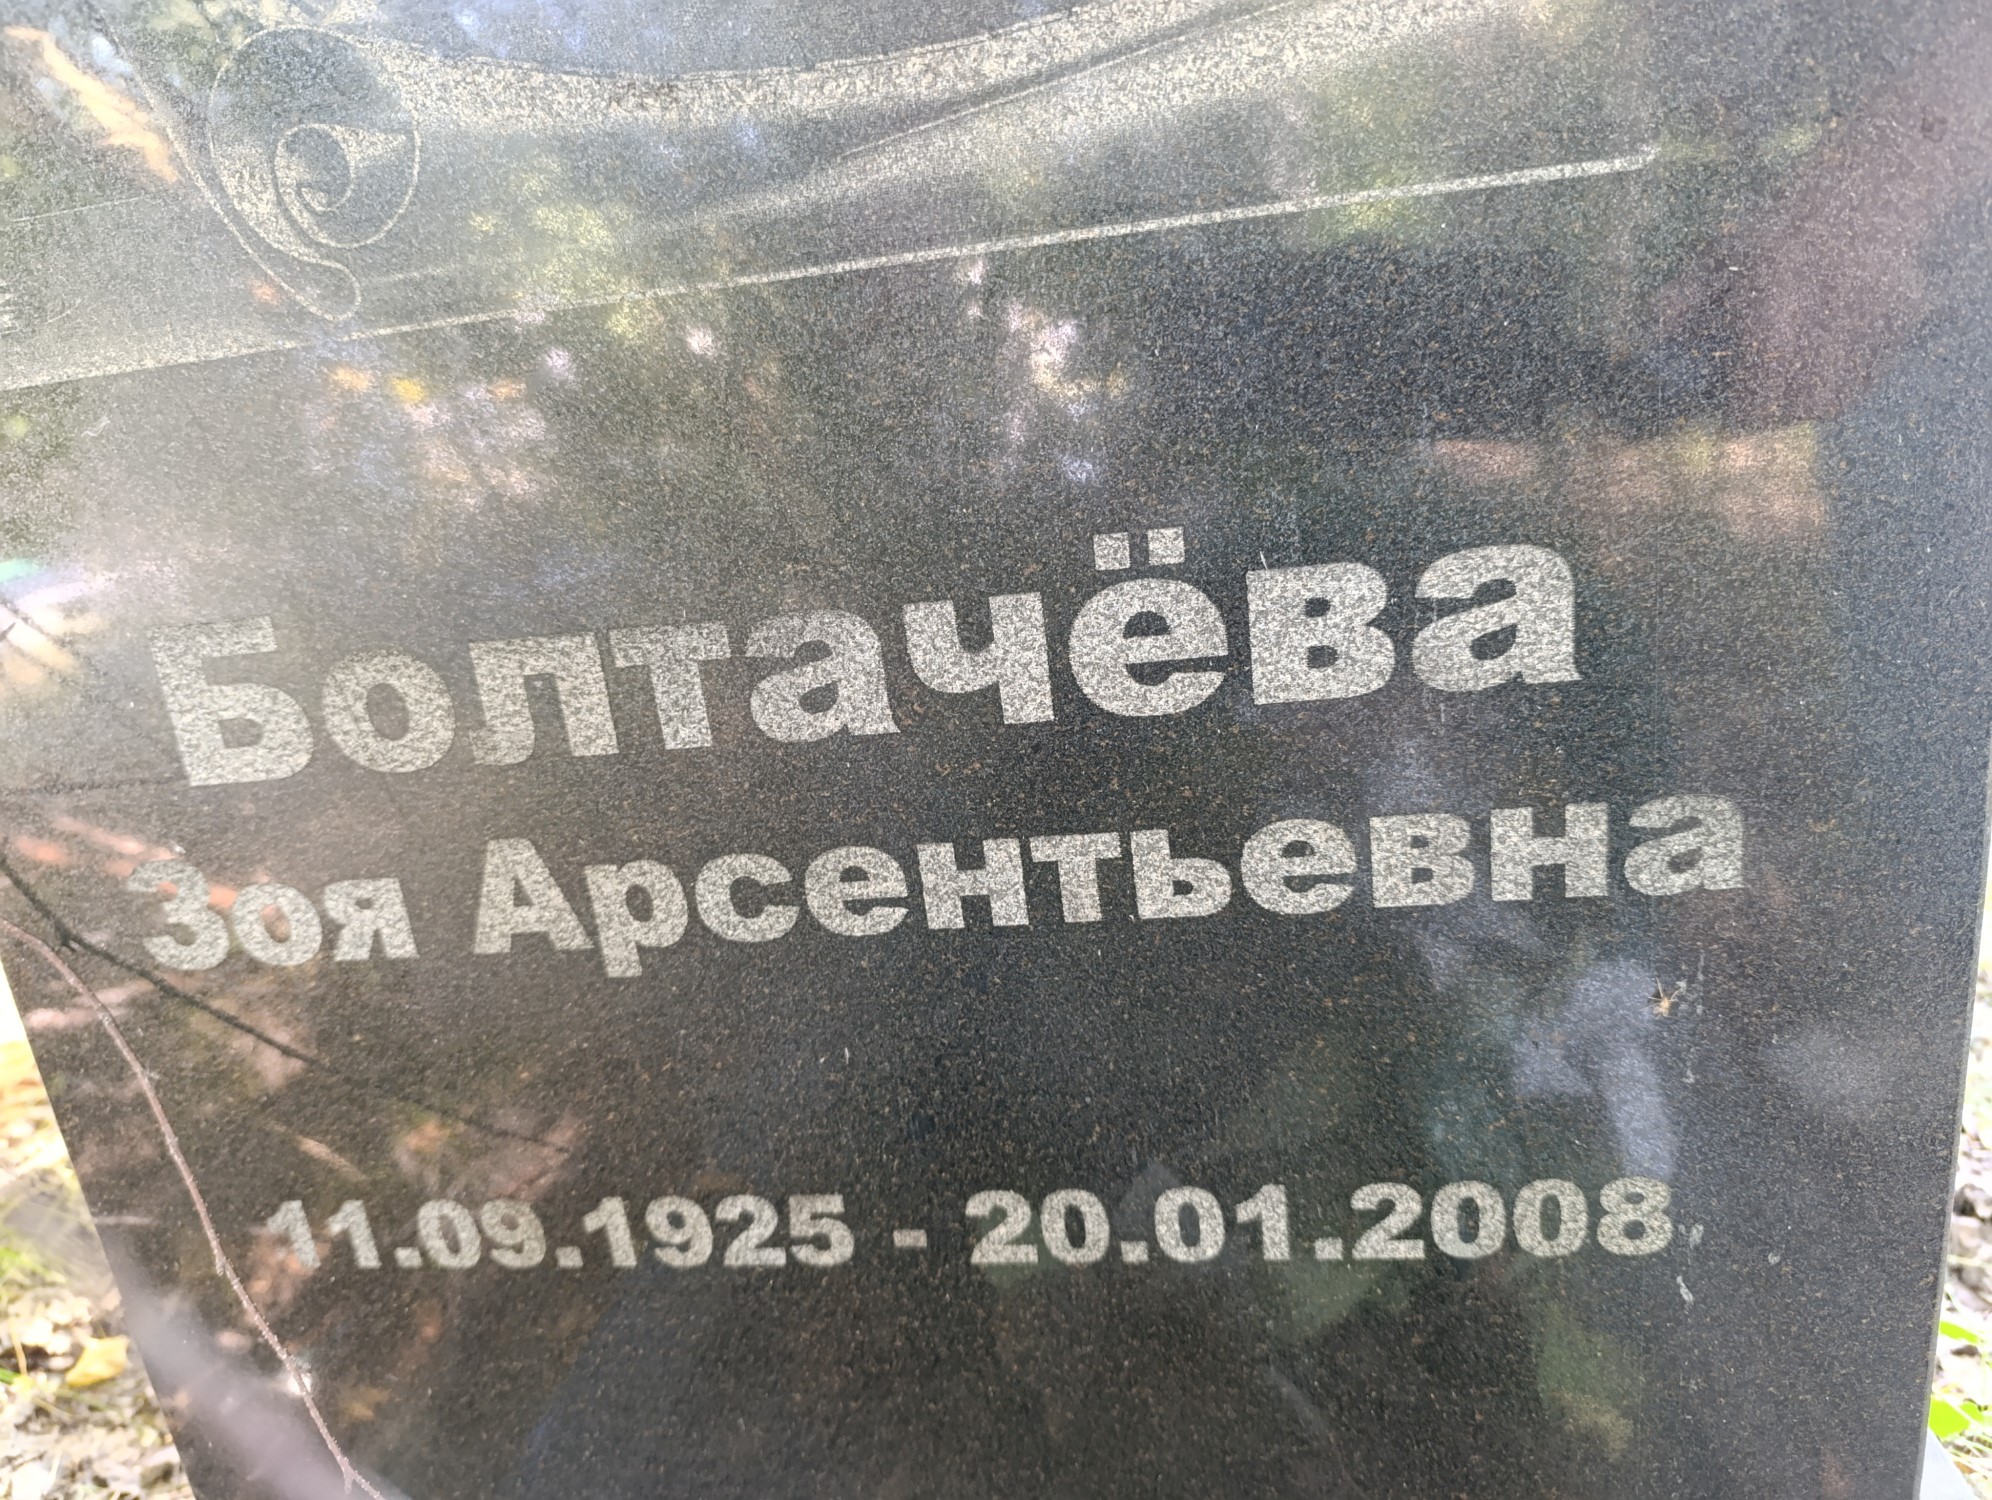 Болтачёва
Зоя Арсентьевна
11.09.1925 - 20.01.2008